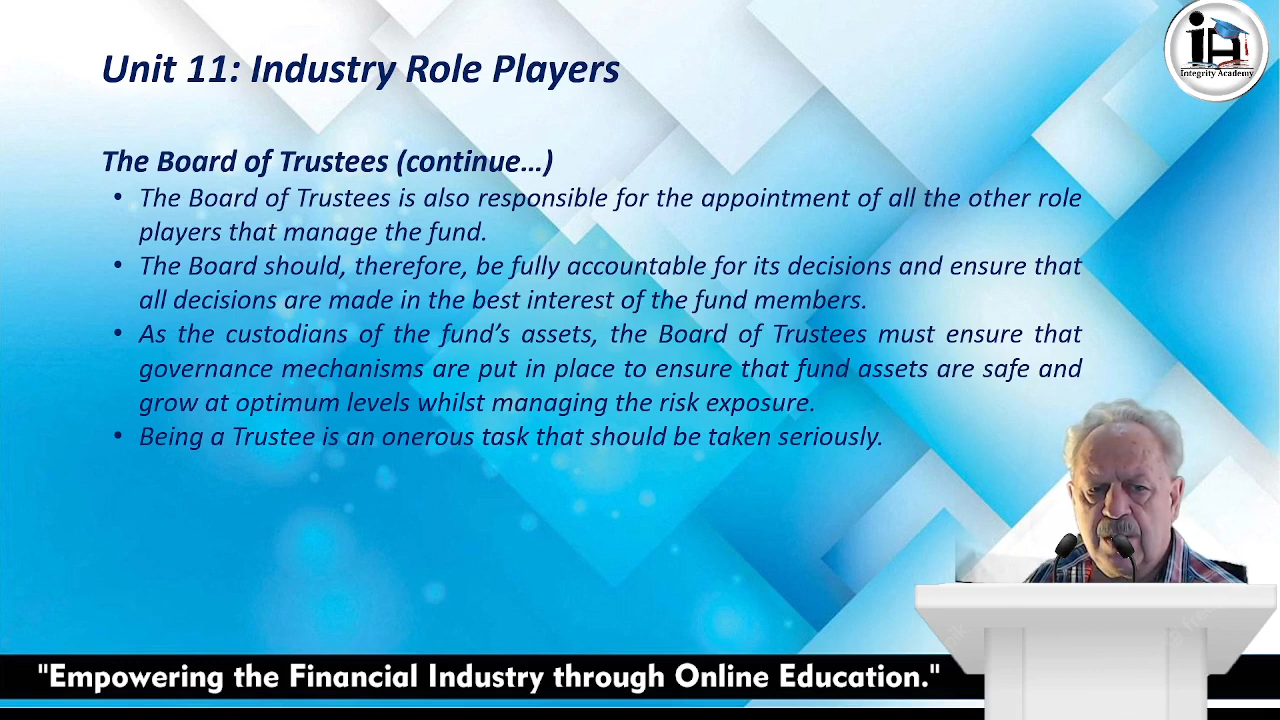 Unit 11: Industry Role Players
Integrity Academy
The Board of Trustees (continue...)
• The Board of Trustees is also responsible for the appointment of all the other role
players that manage the fund.
• The Board should, therefore, be fully accountable for its decisions and ensure that
all decisions are made in the best interest of the fund members.
• As the custodians of the fund’s assets, the Board of Trustees must ensure that
governance mechanisms are put in place to ensure that fund assets are safe and
grow at optimum levels whilst managing the risk exposure.
• Being a Trustee is an onerous task that should be taken seriously.
"Empowering the Financial Industry through Online Education."